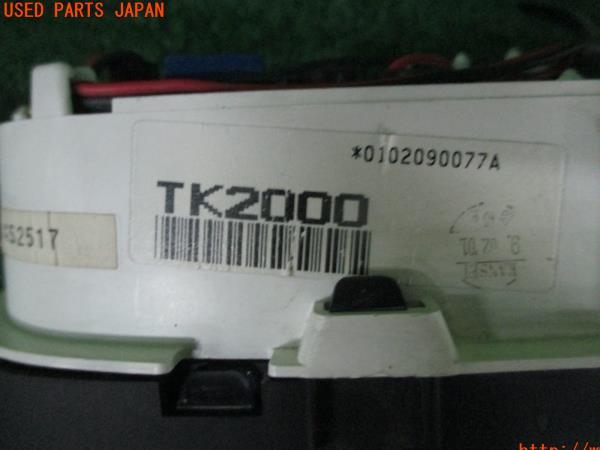 USED PARTS JAPAN
*0102090077A
TK2000
52517
http://w